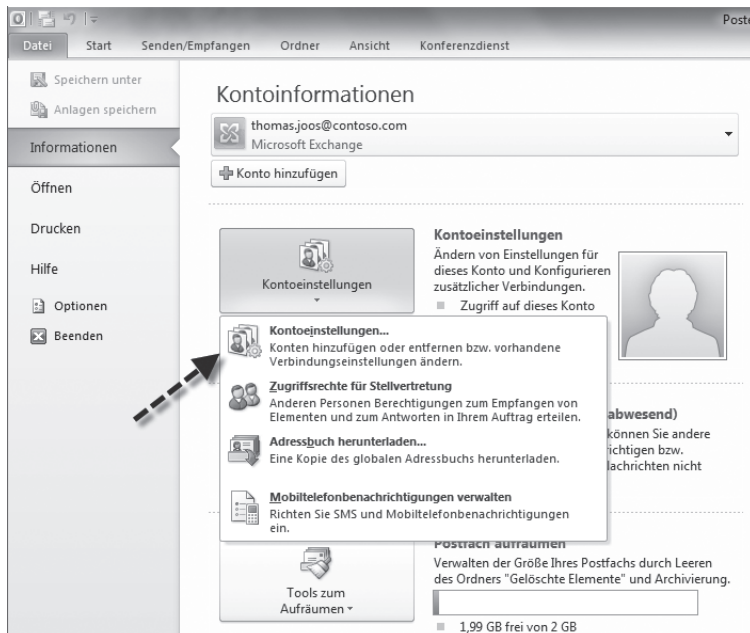 Poste
Datei Start Senden/Empfangen Ordner Ansicht Konferenzdienst
Speichern unter
Anlagen speichern
Informationen
Öffnen
Drucken
Hilfe
Optionen
Beenden
Kontoinformationen
thomas.joos@contoso.com
Microsoft Exchange
Konto hinzufügen
Kontoeinstellungen
Kontoeinstellungen
Ändern von Einstellungen für
dieses Konto und Konfigurieren
zusätzlicher Verbindungen.
Zugriff auf dieses Konto
Kontoeinstellungen...
Konten hinzufügen oder entfernen bzw. vorhandene
Verbindungseinstellungen ändern.
Zugriffsrechte für Stellvertretung
Anderen Personen Berechtigungen zum Empfangen von
Elementen und zum Antworten in Ihrem Auftrag erteilen.
Adressbuch herunterladen...
Eine Kopie des globalen Adressbuchs herunterladen.
Mobiltelefonbenachrichtigungen verwalten
Richten Sie SMS und Mobiltelefonbenachrichtigungen
ein.
abwesend)
können Sie andere
ichtigen bzw.
lachrichten nicht
Tools zum
Aufräumen
Postfach aufräumen
Verwalten der Größe Ihres Postfachs durch Leeren
des Ordners "Gelöschte Elemente" und Archivierung.
1,99 GB frei von 2 GB